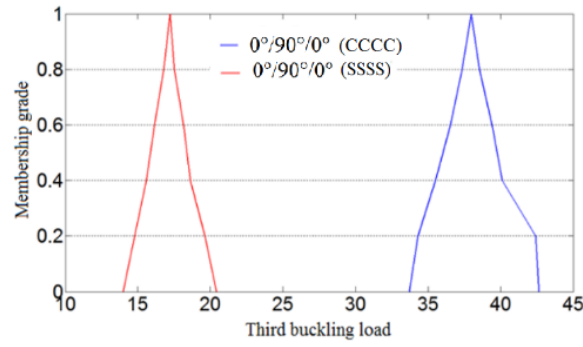 1
0°/90°/0° (CCCC)
0°/90°/0° (SSSS)
0.8
0.6
0.4
0.2
0
Membership grade
10 15 20 25 30 35 40 45
Third buckling load